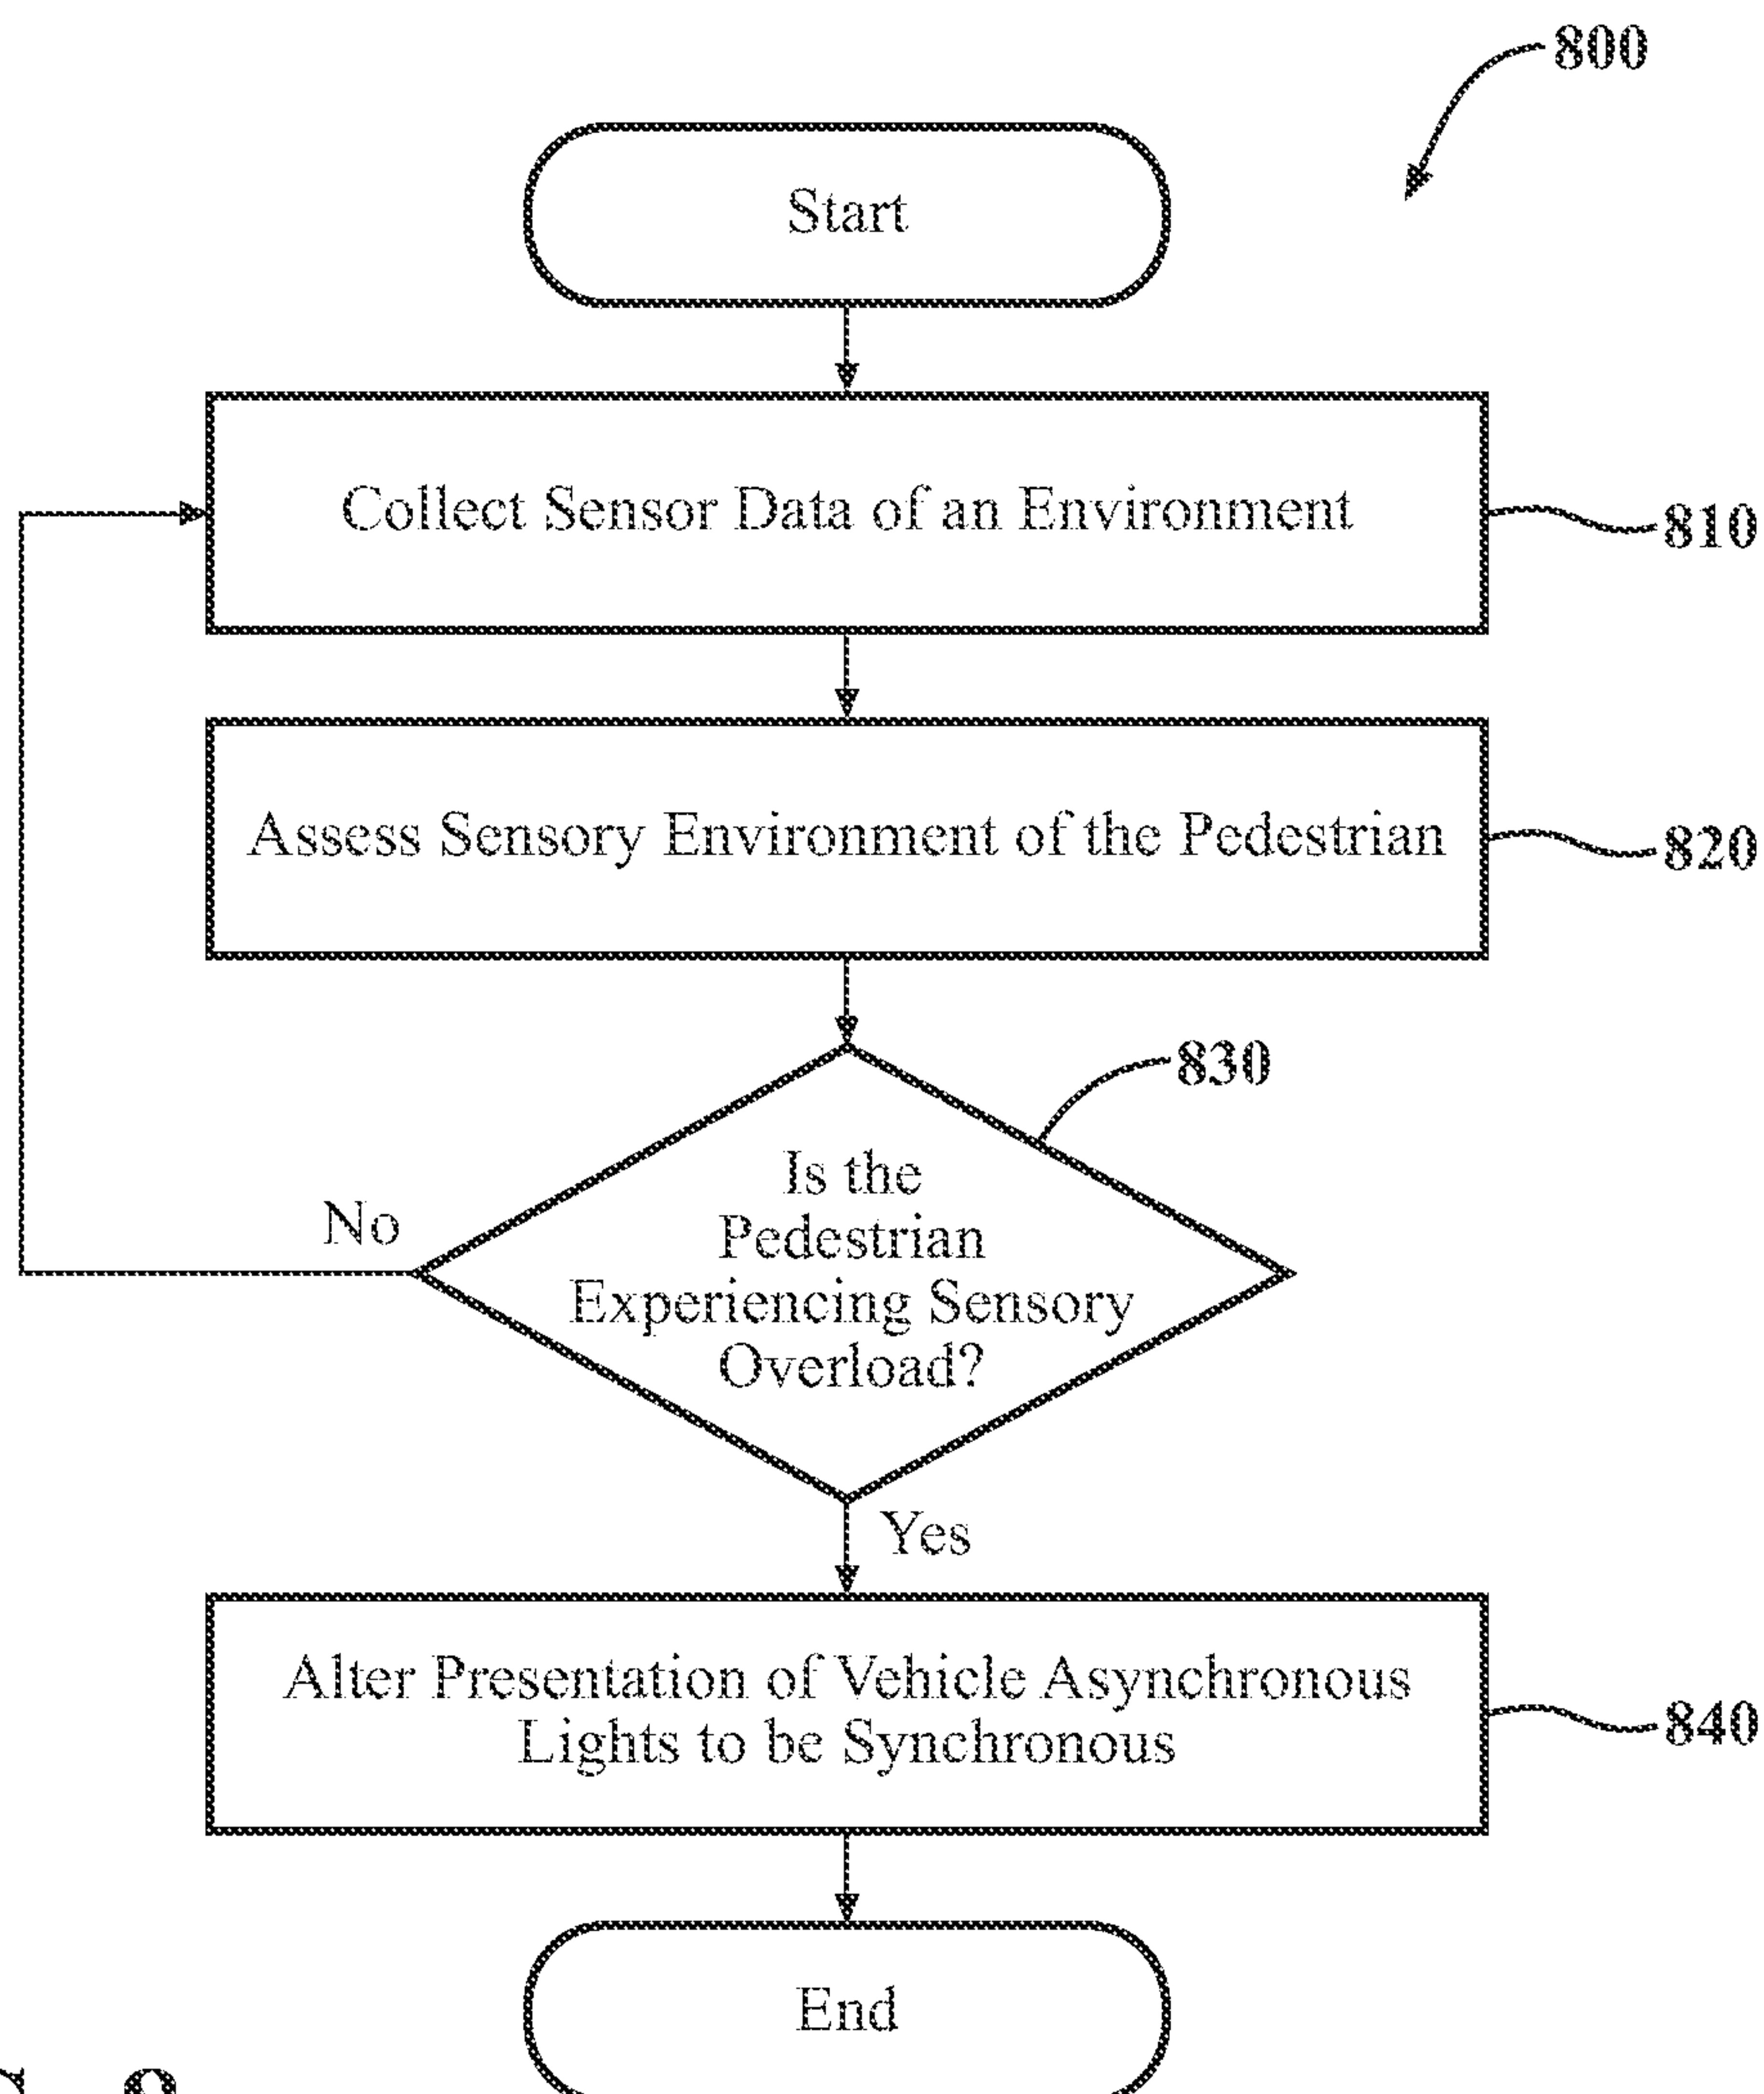 800
Start
Collect Sensor Data of an Environment
810
Assess Sensory Environment of the Pedestrian
820
830
Is the
Pedestrian
Experiencing Sensory
Overload?
No
Yes
Alter Presentation of Vehicle Asynchronous
Lights to be Synchronous
840
End